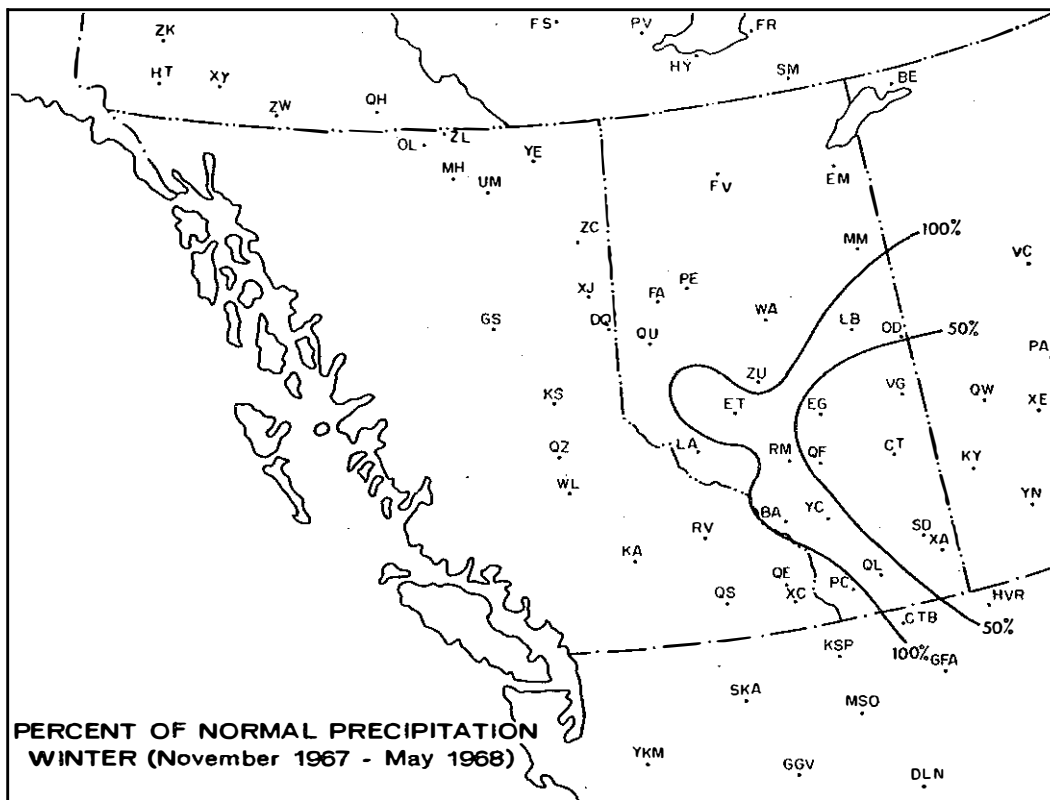 FS
PV
FR
ZK
HY
HT
XY
SM
BE
ZW
QH
OL
ZL
YE
MH
UM
FV
EM
ZC
MM
100%
VC
XJ
FA
PE
GS
DQ
QU
WA
LB
OD
50%
PA
ZU
KS
ET
EG
VG
QW
XE
QZ
LA
RM
QF
CT
KY
WL
YN
RV
BA
YC
SD
XA
KA
QS
QE
XC
PC
QL
HVR
CTB
50%
KSP
100%
GFA
SKA
MSO
PERCENT OF NORMAL PRECIPITATION
WINTER (November 1967 - May 1968)
YKM
GGV
DLN